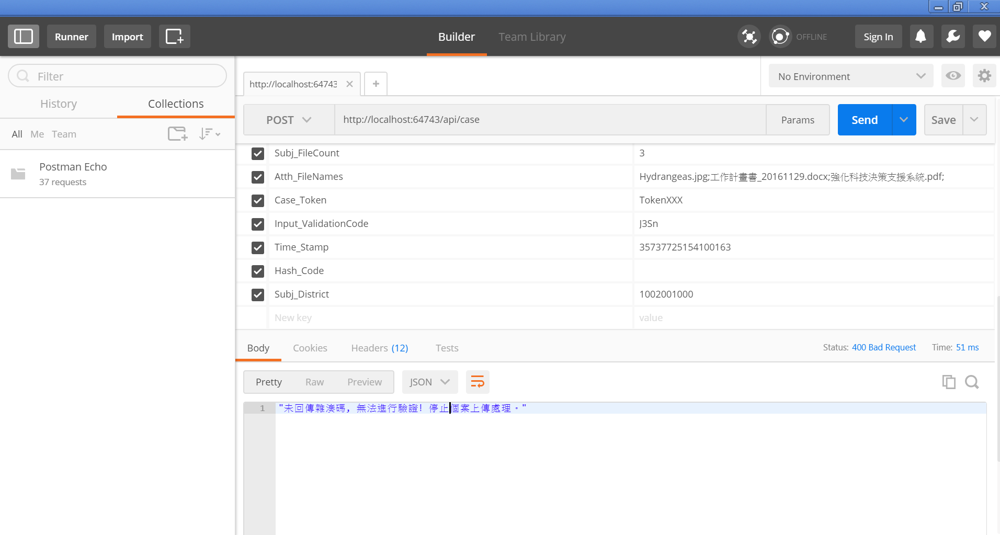 Runner Import Builder Team Library OFFLINE Sign In
Filter
History Collections
All Me Team
Postman Echo
37 requests
http://localhost:64743 No Environment
POST http://localhost:64743/api/case Params Send Save
Subj_FileCount 3
Atth_FileNames Hydrangeas.jpg;工作計畫書_20161129.docx;強化科技決策支援系統.pdf;
Case_Token TokenXXX
Input_ValidationCode J3Sn
Time_Stamp 35737725154100163
Hash_Code
Subj_District 1002001000
New key value
Body Cookies Headers (12) Tests Status: 400 Bad Request Time: 51 ms
Pretty Raw Preview JSON
1 "未回傳雜湊碼, 無法進行驗證! 停止個案上傳處理。"